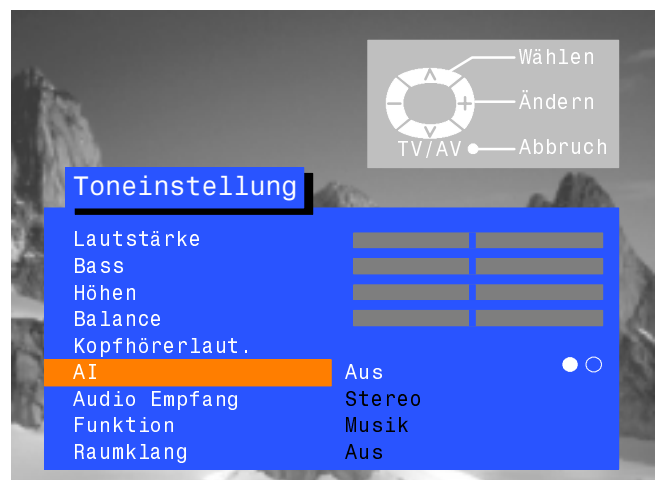 Wählen
Ändern
TV/AV Abbruch
Toneinstellung
Lautstärke
Bass
Höhen
Balance
Kopfhörerlaut.
AI Aus
Audio Empfang Stereo
Funktion Musik
Raumklang Aus